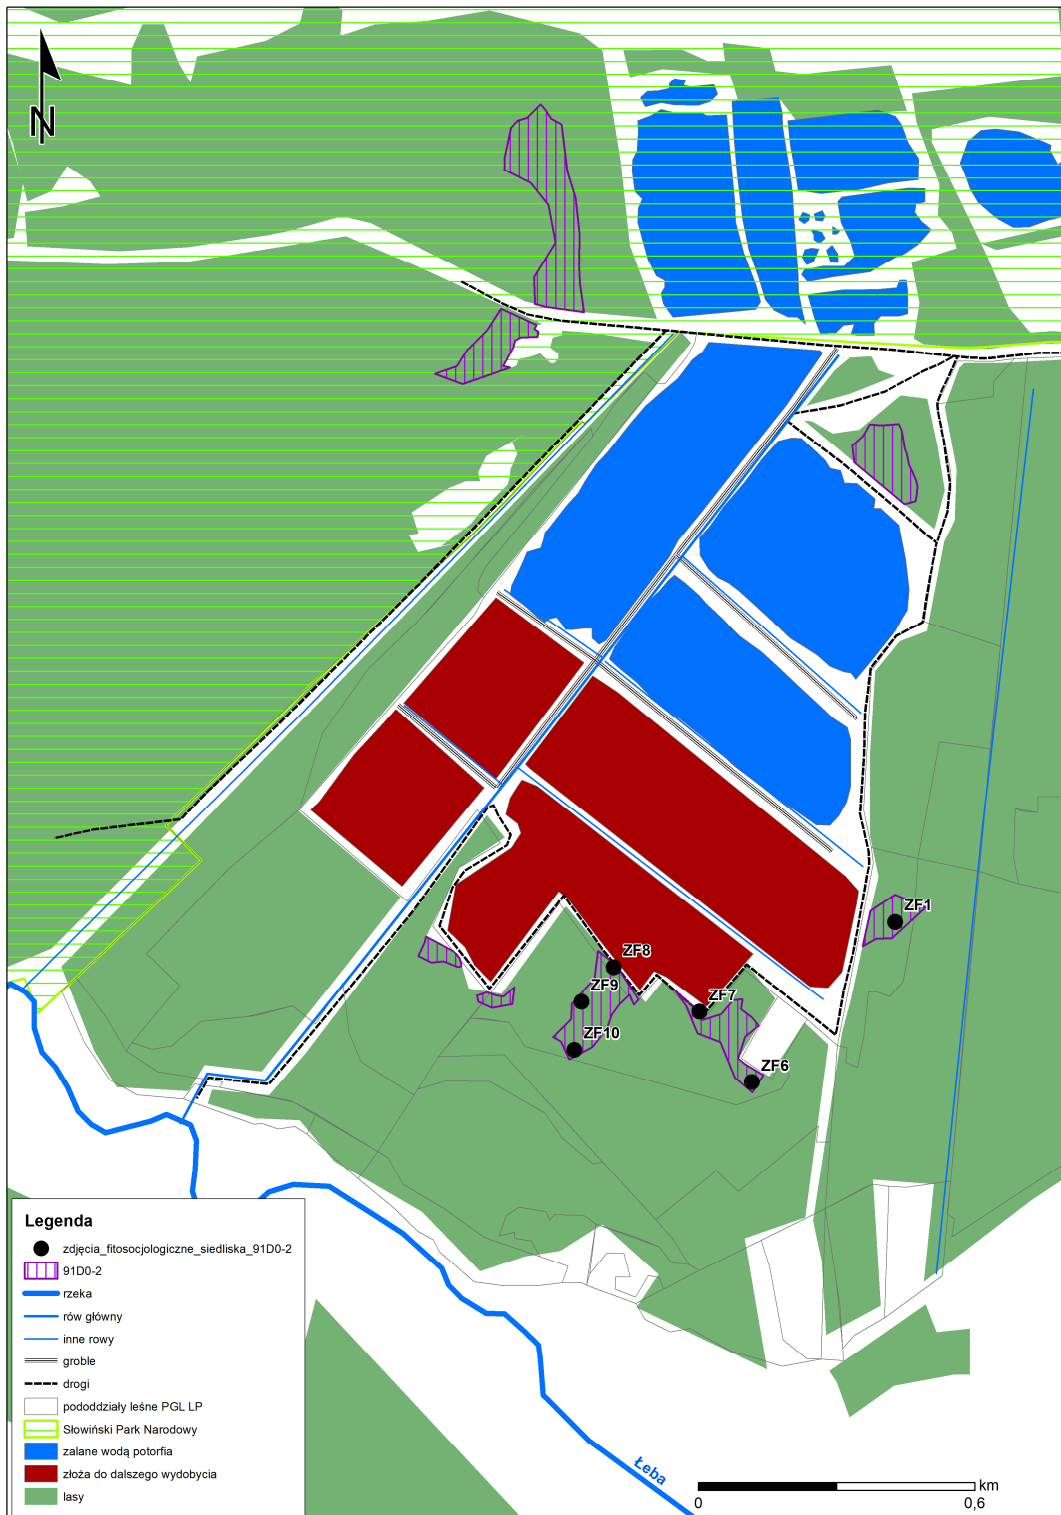 N
ZF1
ZF8
ZF9
ZF7
ZF10
ZF6
Legenda
zdjęcia_fitosocjologiczne_siedliska_91D0-2
91D0-2
rzeka
rów główny
inne rowy
groble
drogi
pododdziały leśne PGL LP
Słowiński Park Narodowy
zalane wodą potorfia
złoża do dalszego wydobycia
lasy
Łeba
km
0
0,6